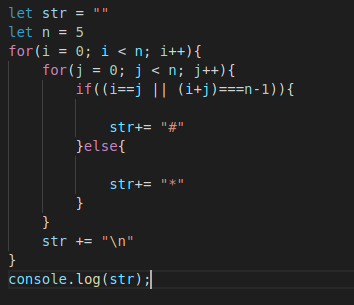 let str = ""
let n = 5
for(i = 0; i < n; i++){
    for(j = 0; j < n; j++){
        if((i==j || (i+j)===n-1)){

            str+= "#"
        }else{

            str+= "*"
        }
    }
    str += "\n"
}
console.log(str);